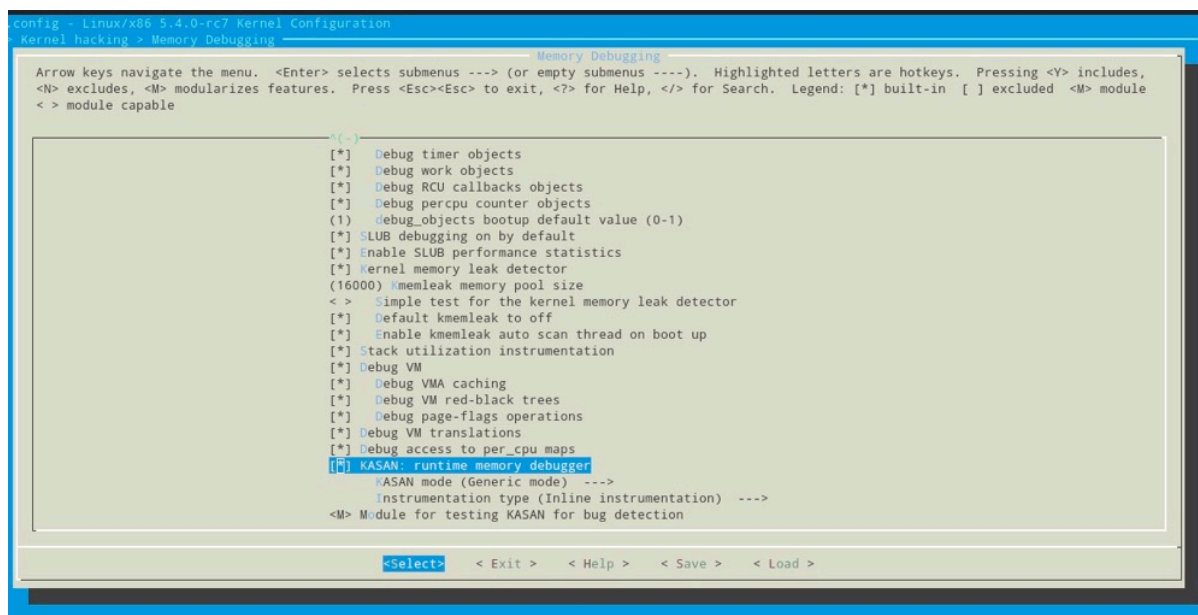 .config - Linux/x86 5.4.0-rc7 Kernel Configuration
> Kernel hacking > Memory Debugging
Memory Debugging
Arrow keys navigate the menu. <Enter> selects submenus ---> (or empty submenus ----). Highlighted letters are hotkeys. Pressing <Y> includes,
<N> excludes, <M> modularizes features. Press <Esc><Esc> to exit, <?> for Help, </> for Search. Legend: [*] built-in [ ] excluded <M> module
< > module capable
^(-)
[*] Debug timer objects
[*] Debug work objects
[*] Debug RCU callbacks objects
[*] Debug percpu counter objects
(1) debug_objects bootup default value (0-1)
[*] SLUB debugging on by default
[*] Enable SLUB performance statistics
[*] Kernel memory leak detector
(16000) Kmemleak memory pool size
< > Simple test for the kernel memory leak detector
[*] Default kmemleak to off
[*] Enable kmemleak auto scan thread on boot up
[*] Stack utilization instrumentation
[*] Debug VM
[*] Debug VMA caching
[*] Debug VM red-black trees
[*] Debug page-flags operations
[*] Debug VM translations
[*] Debug access to per_cpu maps
[*] KASAN: runtime memory debugger
KASAN mode (Generic mode) --->
Instrumentation type (Inline instrumentation) --->
<M> Module for testing KASAN for bug detection
<Select> < Exit > < Help > < Save > < Load >